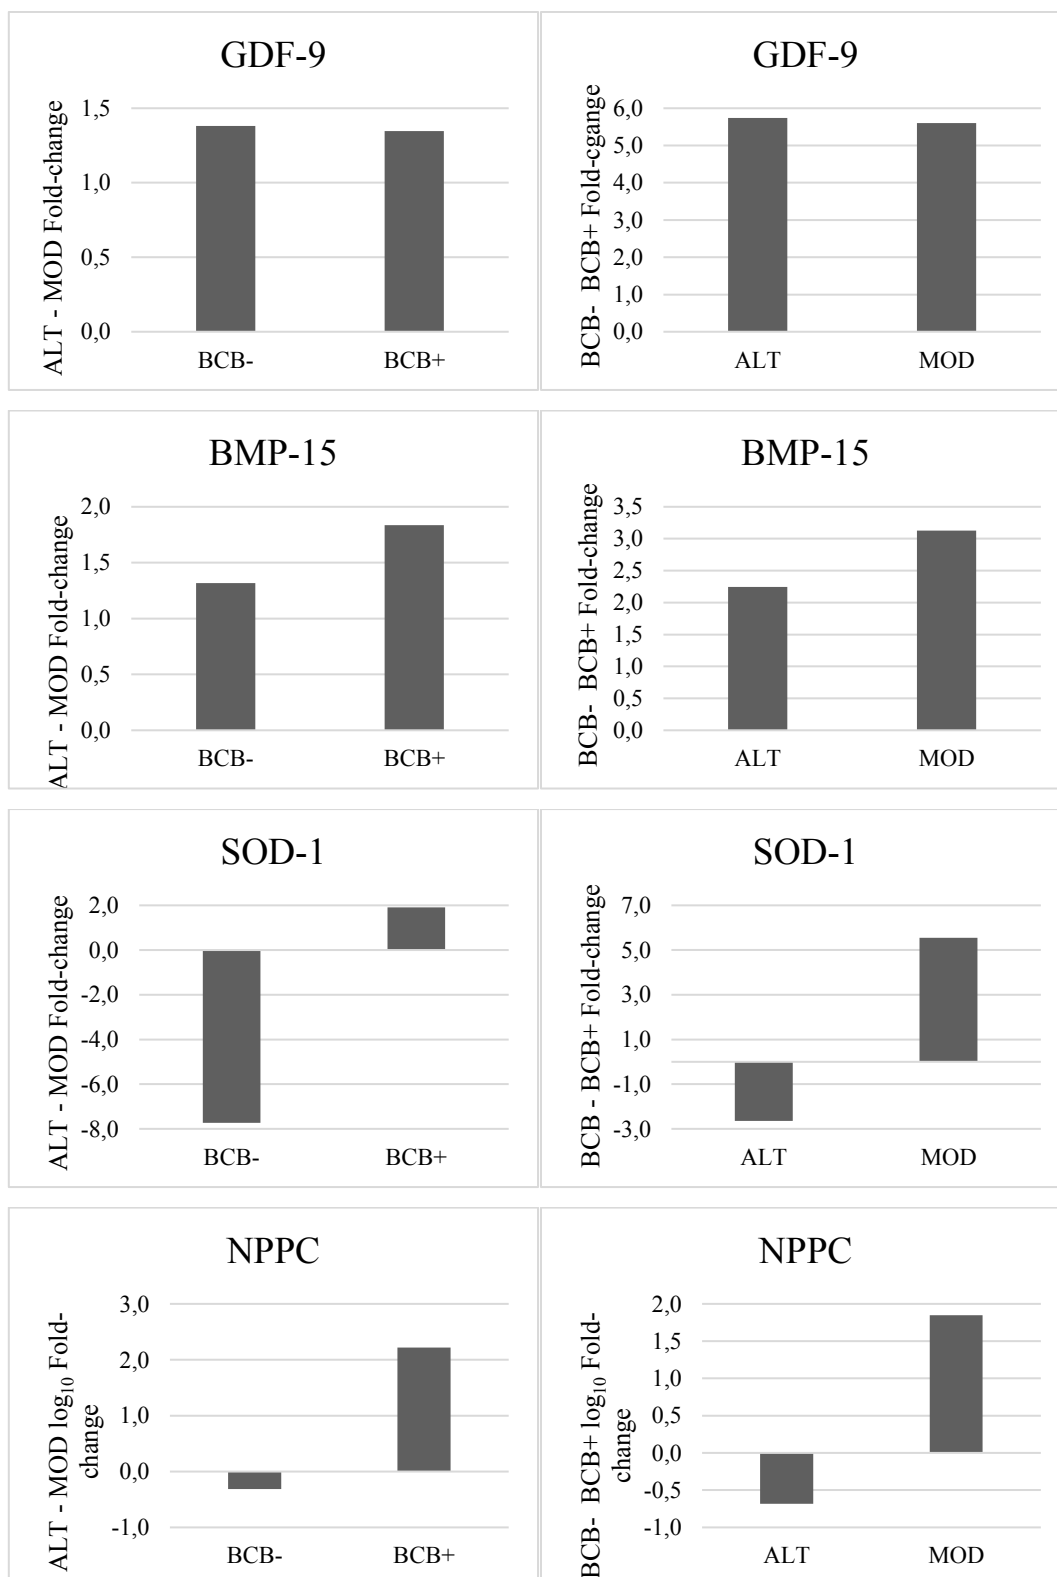 GDF-9
ALT - MOD Fold-change
1,5
1,0
0,5
0,0
BCB-
BCB+
GDF-9
BCB- BCB+ Fold-cgange
6,0
5,0
4,0
3,0
2,0
1,0
0,0
ALT
MOD
BMP-15
ALT - MOD Fold-change
2,0
1,5
1,0
0,5
0,0
BCB-
BCB+
BMP-15
BCB- BCB+ Fold-change
3,5
3,0
2,5
2,0
1,5
1,0
0,5
0,0
ALT
MOD
SOD-1
ALT - MOD Fold-change
2,0
0,0
-2,0
-4,0
-6,0
-8,0
BCB-
BCB+
SOD-1
BCB - BCB+ Fold-change
7,0
5,0
3,0
1,0
-1,0
-3,0
ALT
MOD
NPPC
ALT - MOD log₁₀ Fold-
change
3,0
2,0
1,0
0,0
-1,0
BCB-
BCB+
NPPC
BCB- BCB+ log₁₀ Fold-
change
2,0
1,5
1,0
0,5
0,0
-0,5
-1,0
ALT
MOD